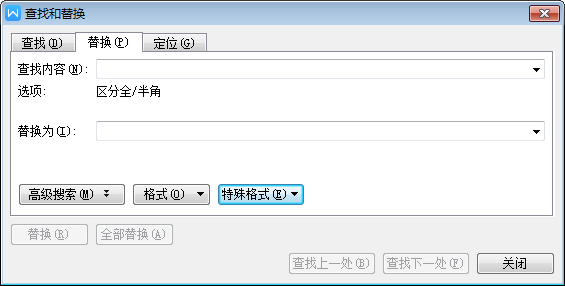 查找和替换
查找(D) 替换(P) 定位(G)
查找内容(N):
选项: 区分全/半角
替换为(I):
高级搜索(M) 格式(O) 特殊格式(E)
替换(R) 全部替换(A)
查找上一处(B) 查找下一处(F) 关闭